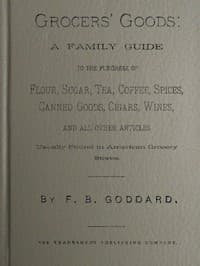 GROCERS' GOODS:
A FAMILY GUIDE
TO THE PURCHASE OF
FLOUR, SUGAR, TEA, COFFEE, SPICES,
CANNED GOODS, CIGARS, WINES,
AND ALL OTHER ARTICLES
Usually Found in American Grocery
Stores.
BY F. B. GODDARD.
THE TRADESMEN'S PUBLISHING COMPANY.